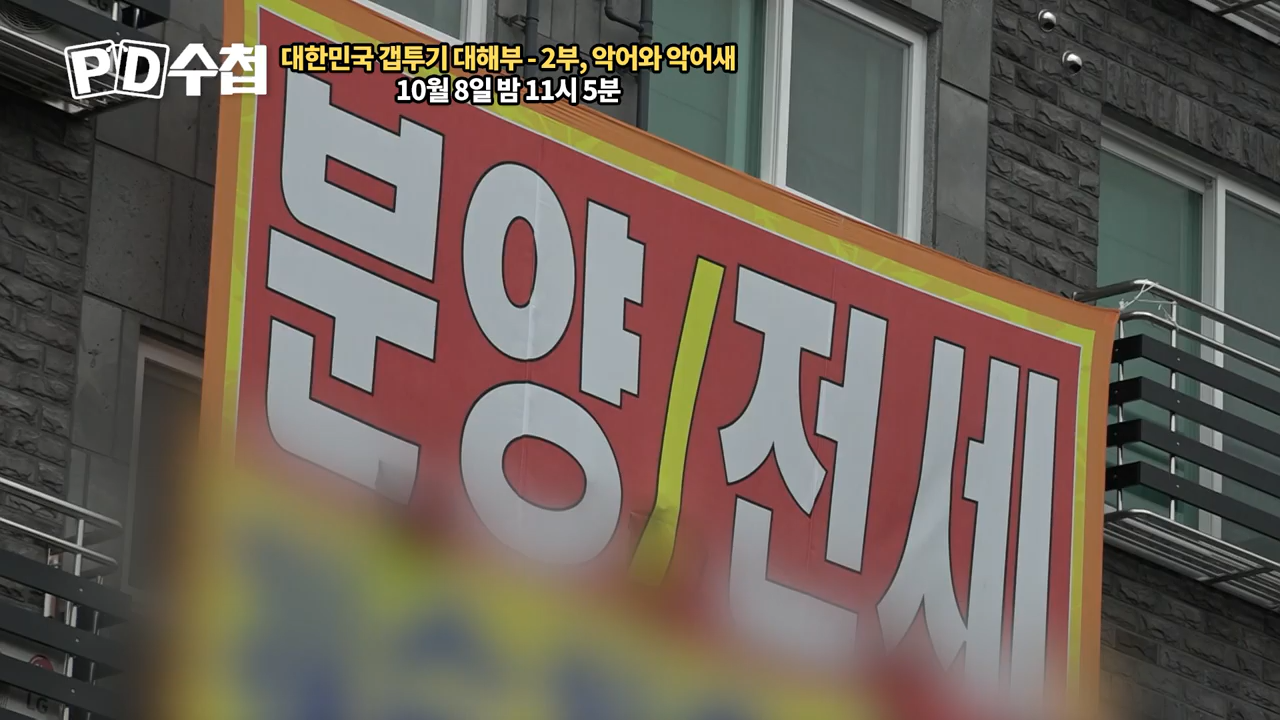 PD수첩
대한민국 갭투기 대해부 - 2부, 악어와 악어새
10월 8일 밤 11시 5분
분양/전세
LG